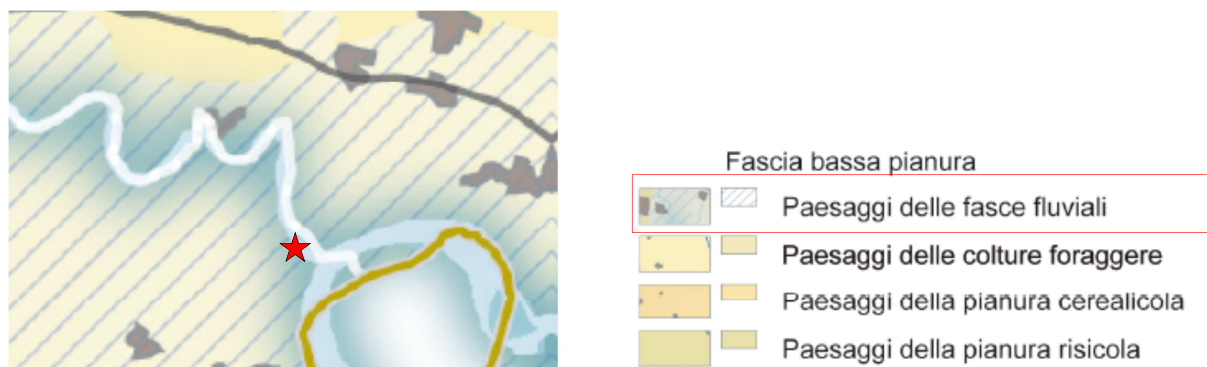 Fascia bassa pianura
Paesaggi delle fasce fluviali
Paesaggi delle colture foraggere
Paesaggi della pianura cerealicola
Paesaggi della pianura risicola